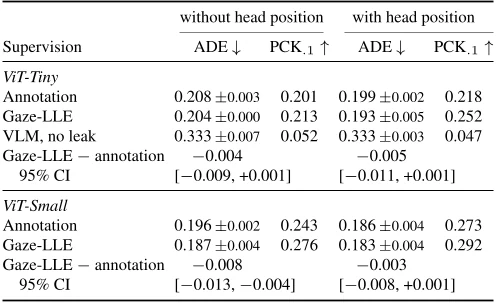 without head position with head position
Supervision ADE ↓ PCK.1 ↑ ADE ↓ PCK.1 ↑
ViT-Tiny
Annotation 0.208 ±0.003 0.201 0.199 ±0.002 0.218
Gaze-LLE 0.204 ±0.000 0.213 0.193 ±0.005 0.252
VLM, no leak 0.333 ±0.007 0.052 0.333 ±0.003 0.047
Gaze-LLE − annotation −0.004 −0.005
95% CI [−0.009, +0.001] [−0.011, +0.001]
ViT-Small
Annotation 0.196 ±0.002 0.243 0.186 ±0.004 0.273
Gaze-LLE 0.187 ±0.004 0.276 0.183 ±0.004 0.292
Gaze-LLE − annotation −0.008 −0.003
95% CI [−0.013, −0.004] [−0.008, +0.001]